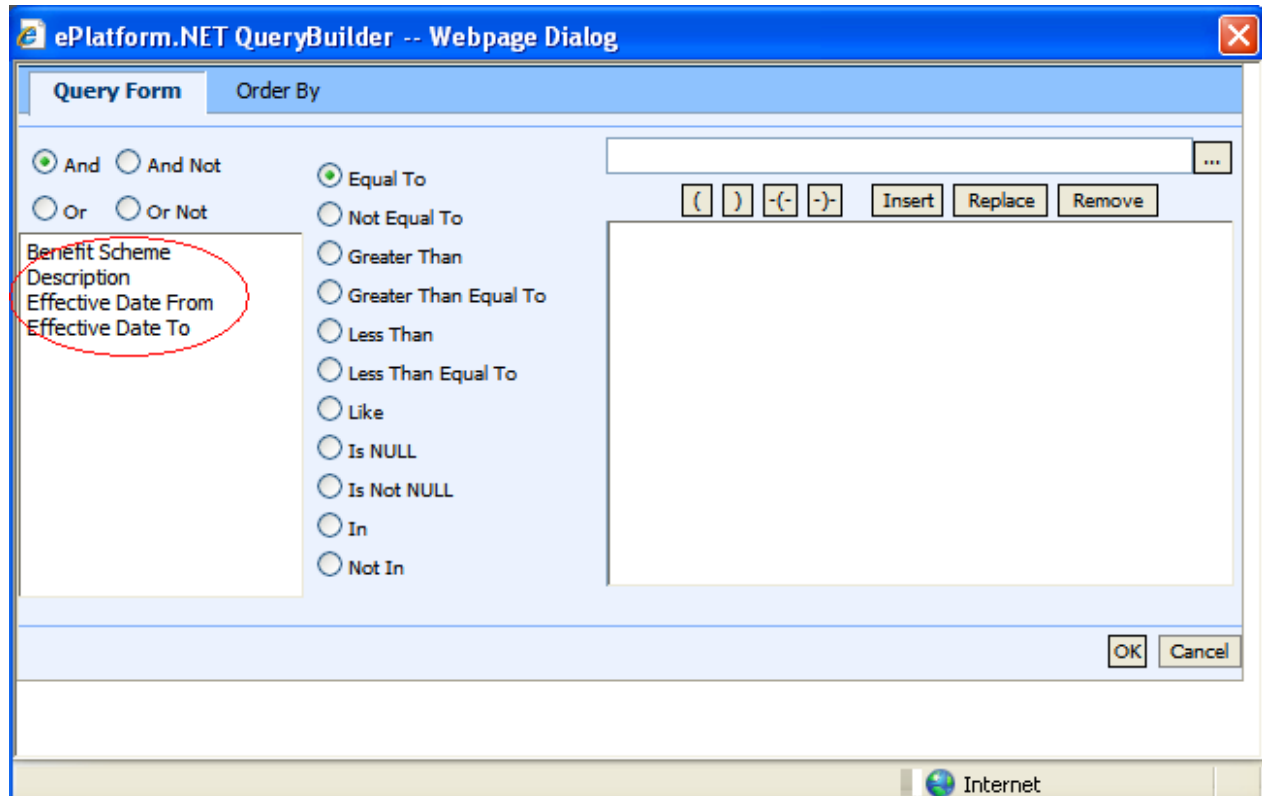 ePlatform.NET QueryBuilder -- Webpage Dialog
Query Form Order By
And And Not
Or Or Not
Benefit Scheme
Description
Effective Date From
Effective Date To
Equal To
Not Equal To
Greater Than
Greater Than Equal To
Less Than
Less Than Equal To
Like
Is NULL
Is Not NULL
In
Not In
...
( ) -(- -)- Insert Replace Remove
OK Cancel
Internet